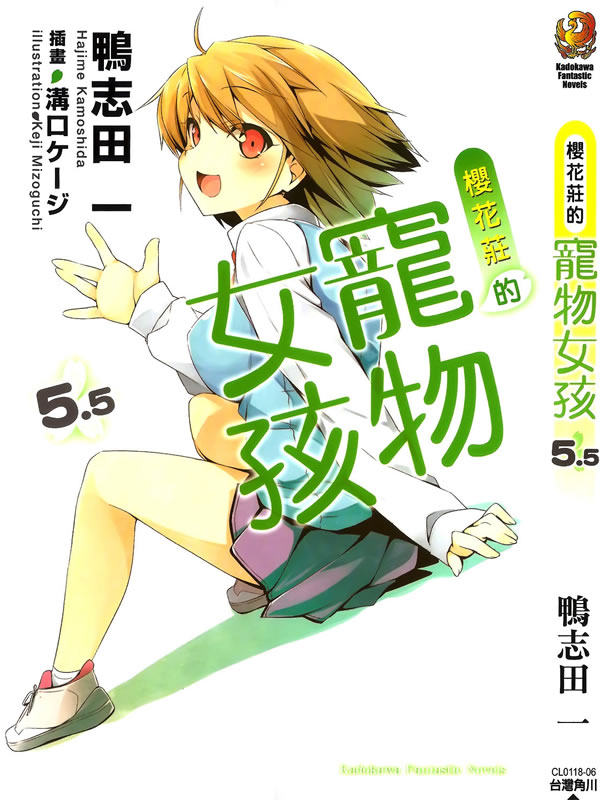 鴨志田 一
Hajime Kamoshida
插畫●溝口ケージ
illustration●Keji Mizoguchi
櫻花莊的
寵物
女孩
5.5
Kadokawa Fantastic Novels
Kadokawa
Fantastic
Novels
櫻花莊的
寵物女孩
5.5
鴨志田 一
CL0118-06
台灣角川